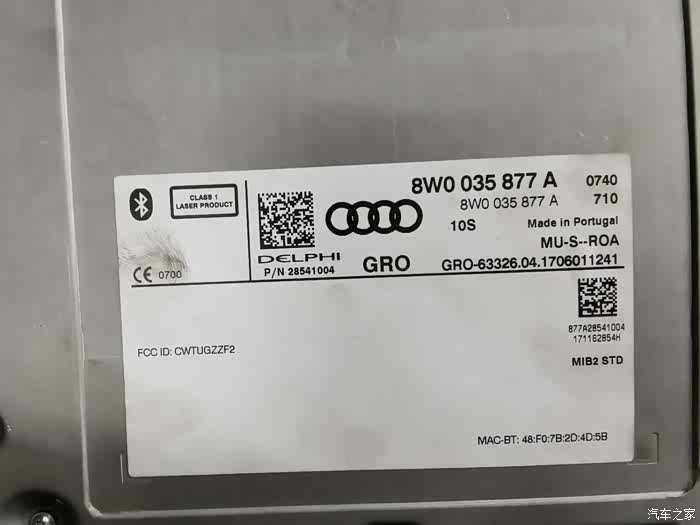 CLASS 1
LASER PRODUCT
CE 0700
DELPHI
P/N 28541004
GRO
8W0 035 877 A 0740
8W0 035 877 A 710
10S Made in Portugal
MU-S--ROA
GRO-63326.04.1706011241
877A28541004
171162854H
MIB2 STD
FCC ID: CWTUGZZF2
MAC-BT: 48:F0:7B:2D:4D:5B
汽车之家